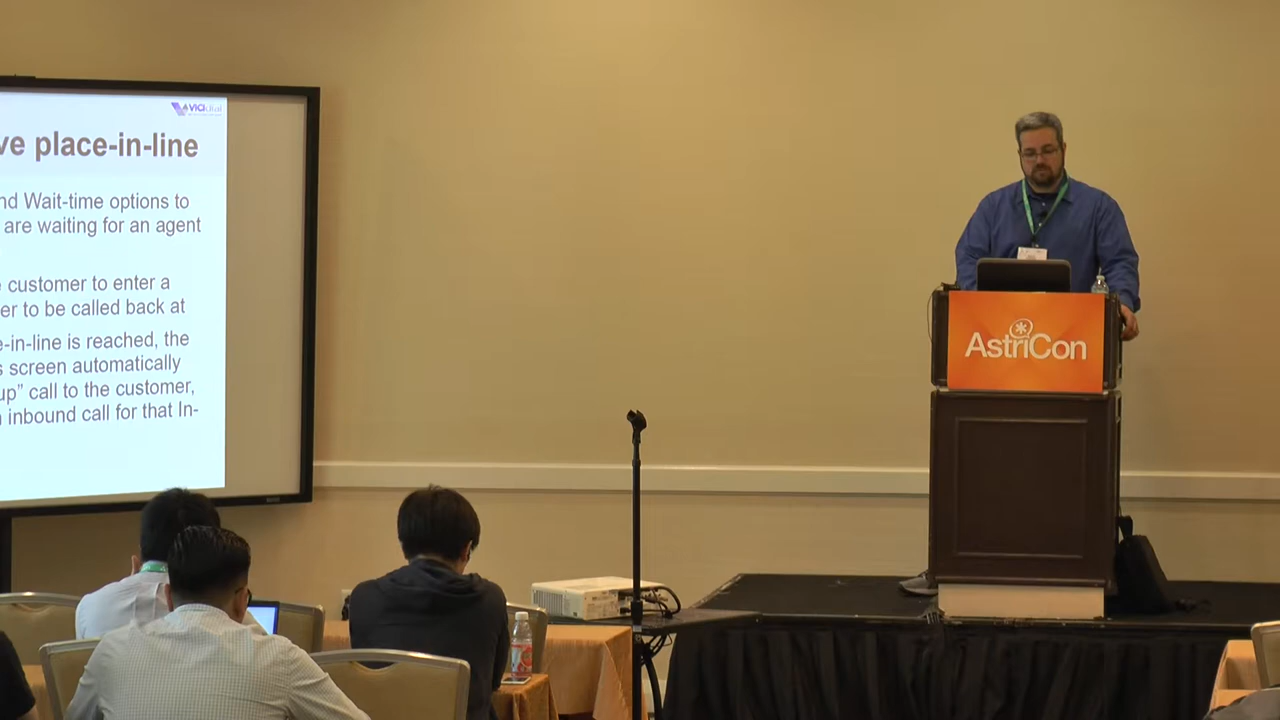 VICIdial
ve place-in-line
nd Wait-time options to
are waiting for an agent
e customer to enter a
er to be called back at
e-in-line is reached, the
s screen automatically
up” call to the customer,
n inbound call for that In-
AstriCon